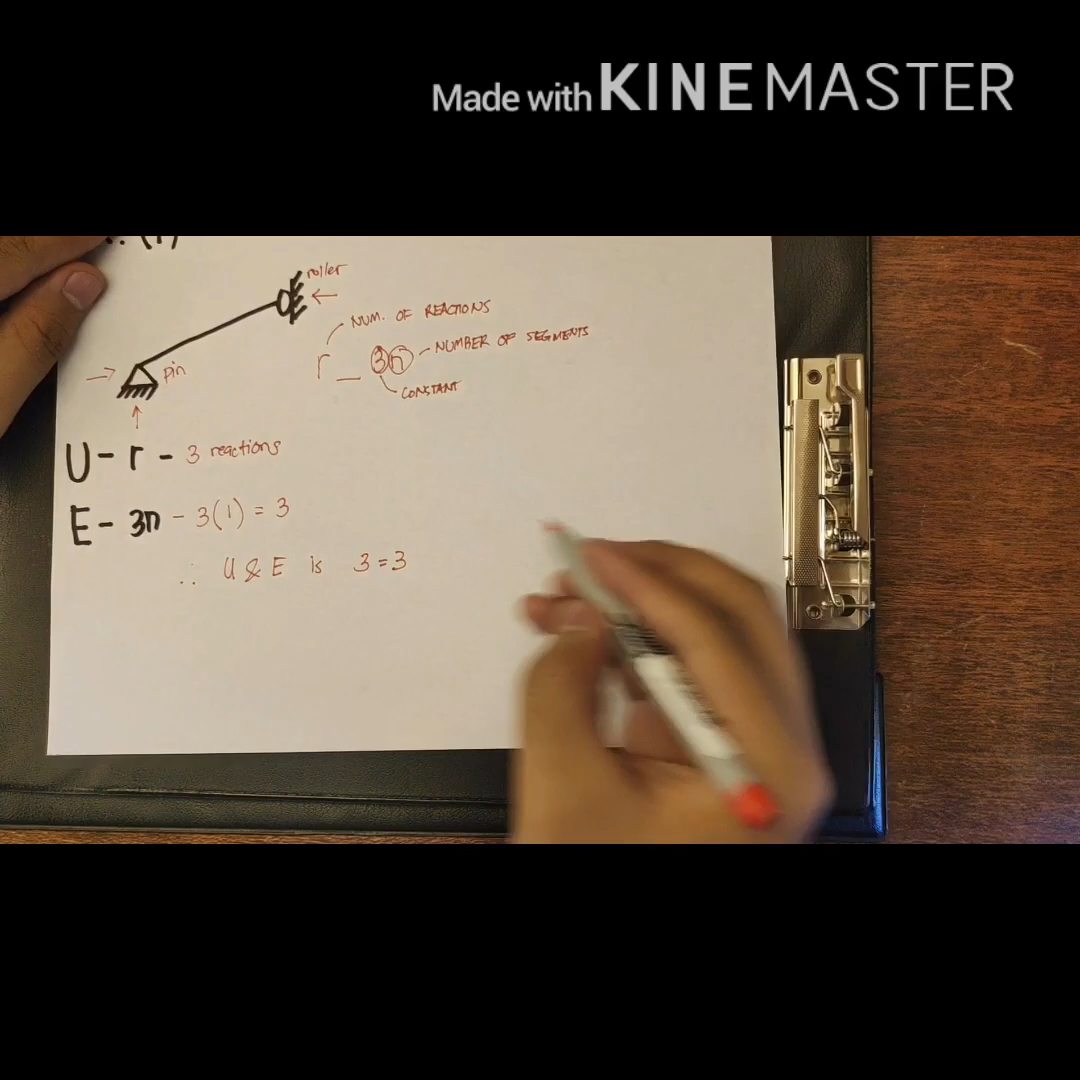 Made with KINEMASTER
roller
NUM. OF REACTIONS
r - 3n NUMBER OF SEGMENTS
CONSTANT
pin
U - r - 3 reactions
E - 3n - 3(1) = 3
∴ U & E is 3 = 3